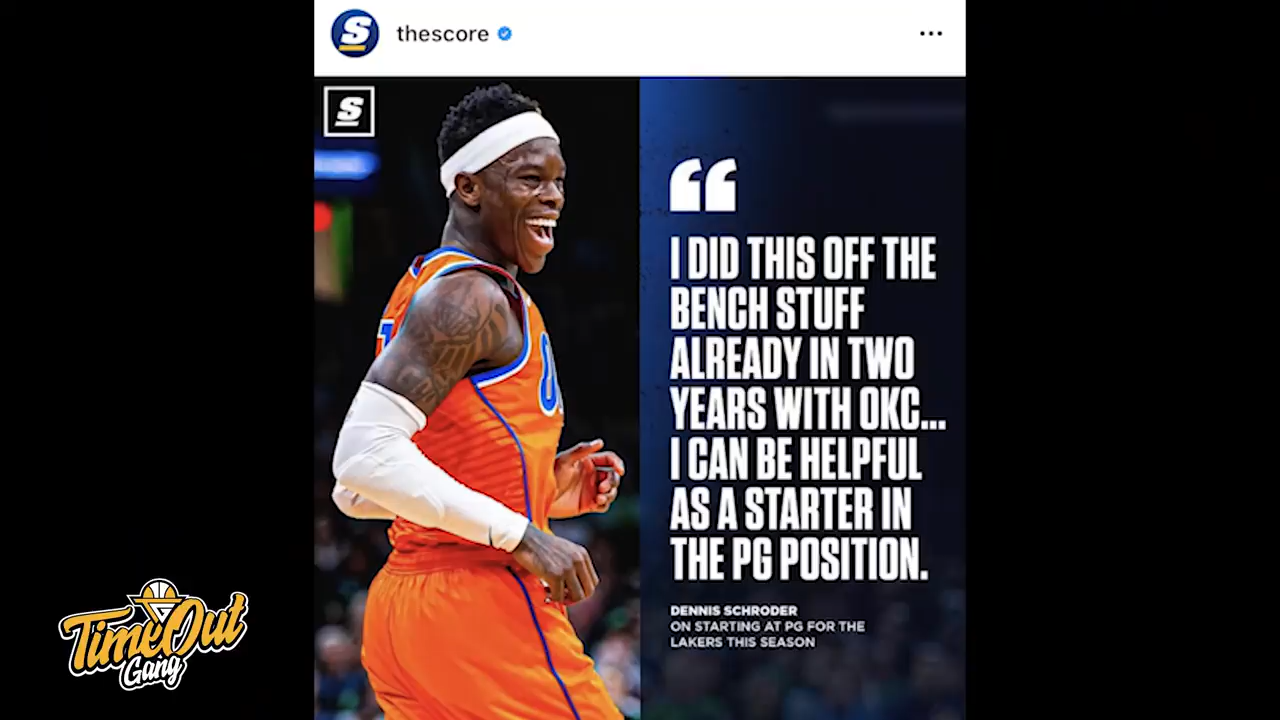 thescore
S
“
I DID THIS OFF THE
BENCH STUFF
ALREADY IN TWO
YEARS WITH OKC...
I CAN BE HELPFUL
AS A STARTER IN
THE PG POSITION.
DENNIS SCHRODER
ON STARTING AT PG FOR THE
LAKERS THIS SEASON
TimeOut
Gang